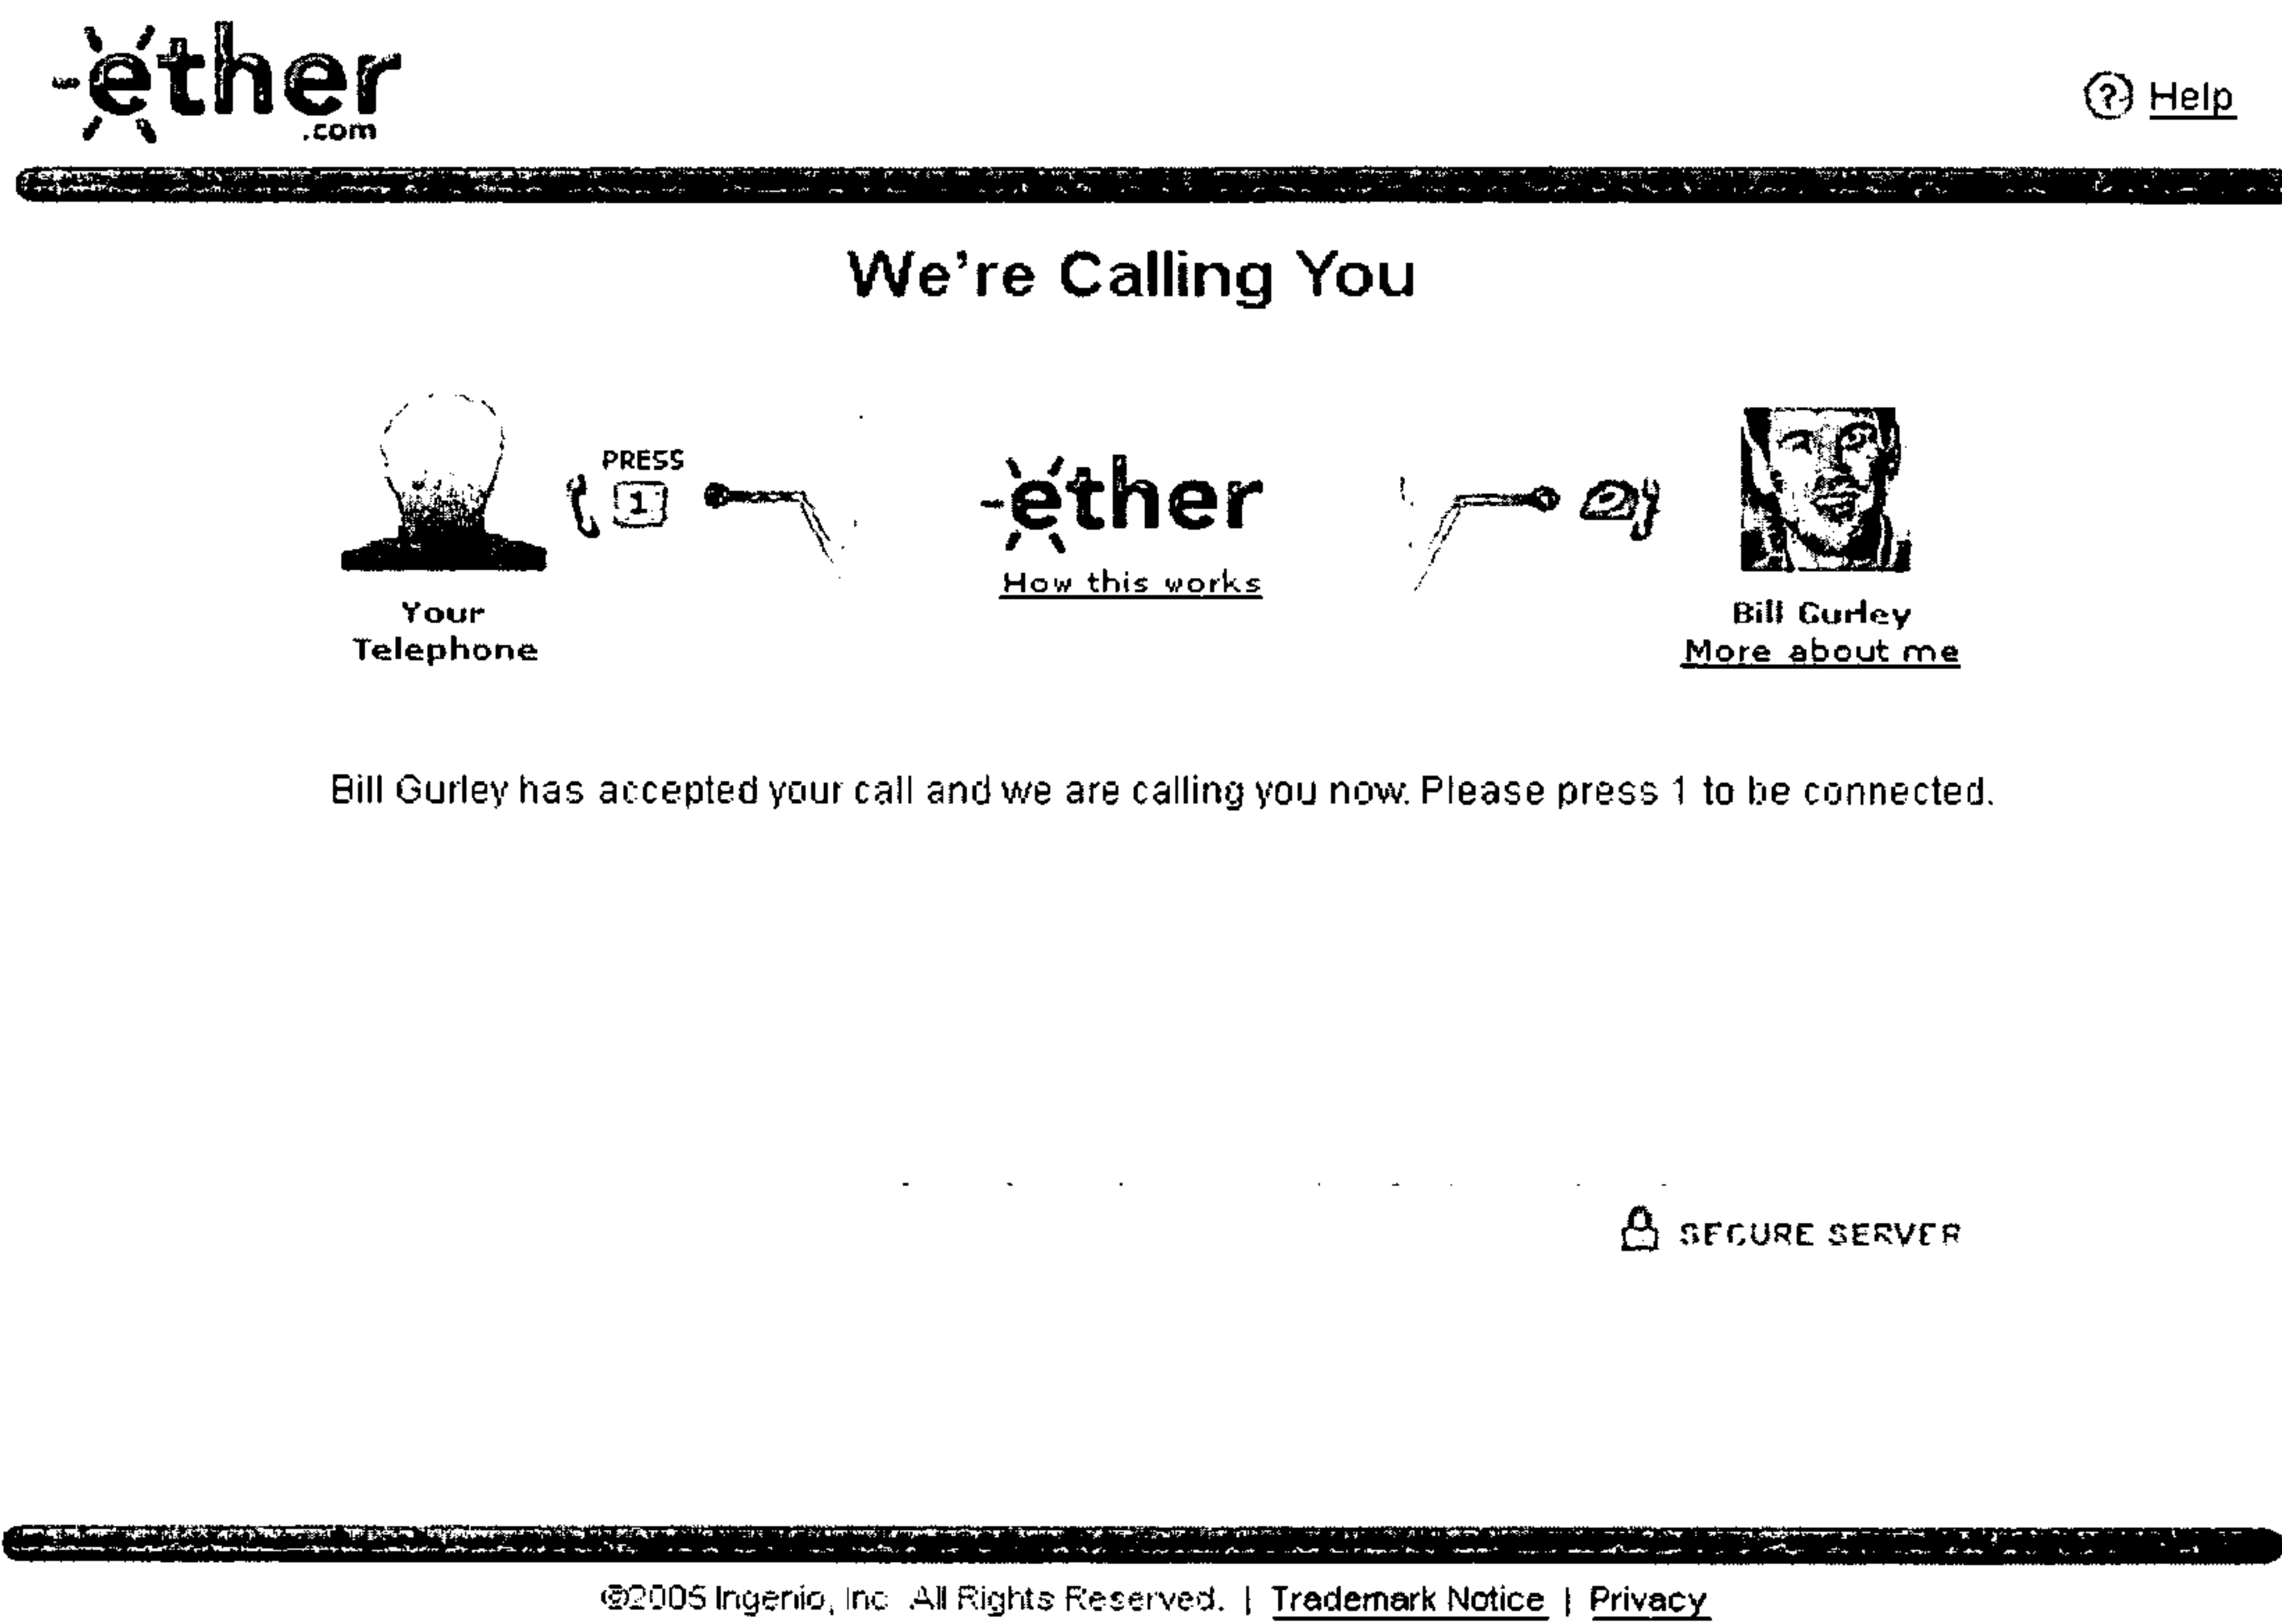 ether
.com
Help
We're Calling You
PRESS
1
ether
How this works
Your
Telephone
Bill Gurley
More about me
Bill Gurley has accepted your call and we are calling you now. Please press 1 to be connected.
SECURE SERVER
©2005 Ingenio, Inc All Rights Reserved. | Trademark Notice | Privacy